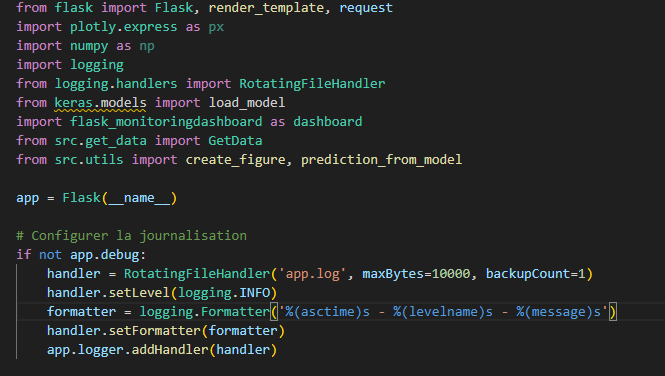 from flask import Flask, render_template, request
import plotly.express as px
import numpy as np
import logging
from logging.handlers import RotatingFileHandler
from keras.models import load_model
import flask_monitoringdashboard as dashboard
from src.get_data import GetData
from src.utils import create_figure, prediction_from_model

app = Flask(__name__)

# Configurer la journalisation
if not app.debug:
    handler = RotatingFileHandler('app.log', maxBytes=10000, backupCount=1)
    handler.setLevel(logging.INFO)
    formatter = logging.Formatter('%(asctime)s - %(levelname)s - %(message)s')
    handler.setFormatter(formatter)
    app.logger.addHandler(handler)